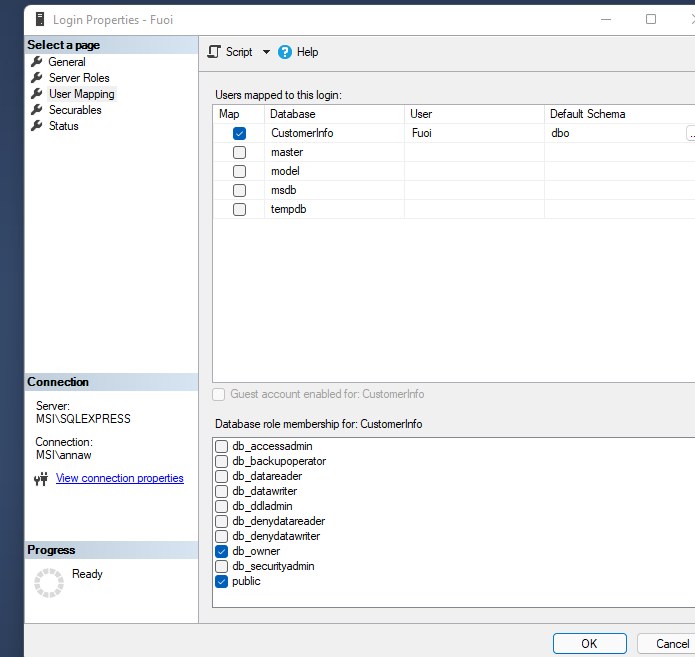 Login Properties - Fuoi
Select a page
General
Server Roles
User Mapping
Securables
Status
Script Help
Users mapped to this login:
Map Database User Default Schema
CustomerInfo Fuoi dbo ...
master
model
msdb
tempdb
Guest account enabled for: CustomerInfo
Database role membership for: CustomerInfo
db_accessadmin
db_backupoperator
db_datareader
db_datawriter
db_ddladmin
db_denydatareader
db_denydatawriter
db_owner
db_securityadmin
public
Connection
Server:
MSI\SQLEXPRESS
Connection:
MSI\annaw
View connection properties
Progress
Ready
OK Cancel